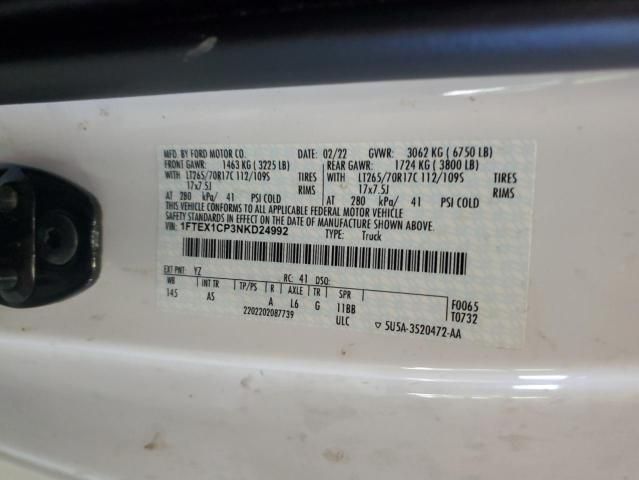 MFD. BY FORD MOTOR CO. 02/22 GVWR: 3062 KG ( 6750 LB)
FRONT GAWR: 1463 KG ( 3225 LB) REAR GAWR: 1724 KG ( 3800 LB)
WITH LT265/70R17C 112/109S TIRES WITH LT265/70R17C 112/109S TIRES
17x7.5J RIMS 17x7.5J RIMS
AT 280 kPa/ 41 PSI COLD AT 280 kPa/ 41 PSI COLD
THIS VEHICLE CONFORMS TO ALL APPLICABLE FEDERAL MOTOR VEHICLE
SAFETY STANDARDS IN EFFECT ON THE DATE OF MANUFACTURE SHOWN ABOVE.
VIN: 1FTEX1CP3NKD24992 TYPE: Truck
EXT PNT: YZ RC: 41 DSO:
WB INT TR TP/PS R AXLE TR SPR F0065
145 AS A L6 G 11BB T0732
2202202087739 ULC ▽ 5U5A-3520472-AA